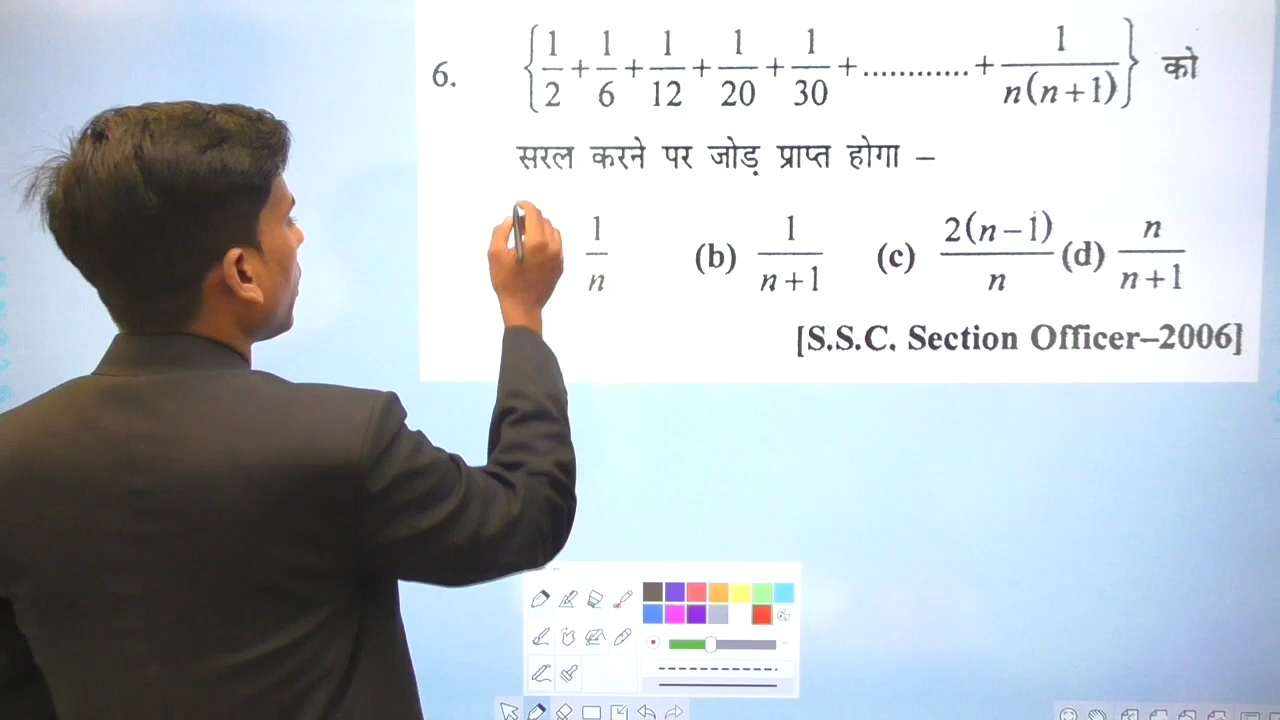 6. {1/2 + 1/6 + 1/12 + 1/20 + 1/30 + ............ + 1/n(n+1)} को
सरल करने पर जोड़ प्राप्त होगा –
1/n (b) 1/n+1 (c) 2(n–1)/n (d) n/n+1
[S.S.C. Section Officer–2006]